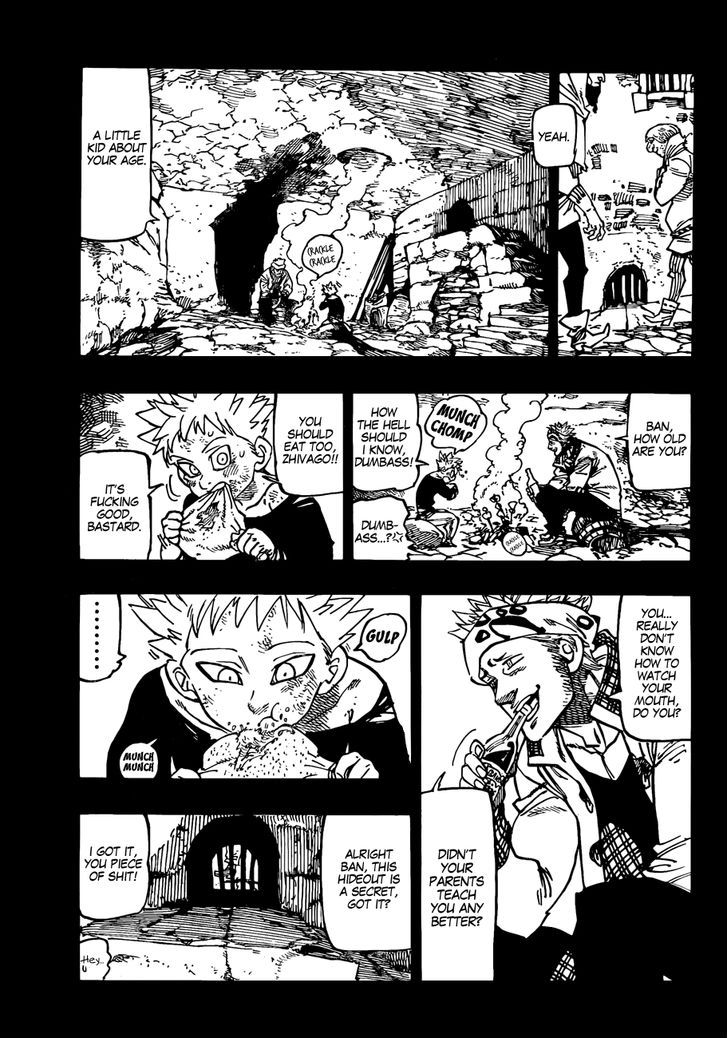 YEAH.
A LITTLE
KID ABOUT
YOUR AGE.
CRACKLE
CRACKLE
BAN,
HOW OLD
ARE YOU?
MUNCH
CHOMP
HOW
THE HELL
SHOULD
I KNOW,
DUMBASS!
DUMB-
ASS...?
YOU
SHOULD
EAT TOO,
ZHIVAGO!!
IT'S
FUCKING
GOOD,
BASTARD.
YOU...
REALLY
DON'T
KNOW
HOW TO
WATCH
YOUR
MOUTH,
DO YOU?
DIDN'T
YOUR
PARENTS
TEACH
YOU ANY
BETTER?
GULP
......
MUNCH
MUNCH
ALRIGHT
BAN, THIS
HIDEOUT
IS A
SECRET,
GOT IT?
I GOT IT,
YOU PIECE
OF SHIT!
Hey...